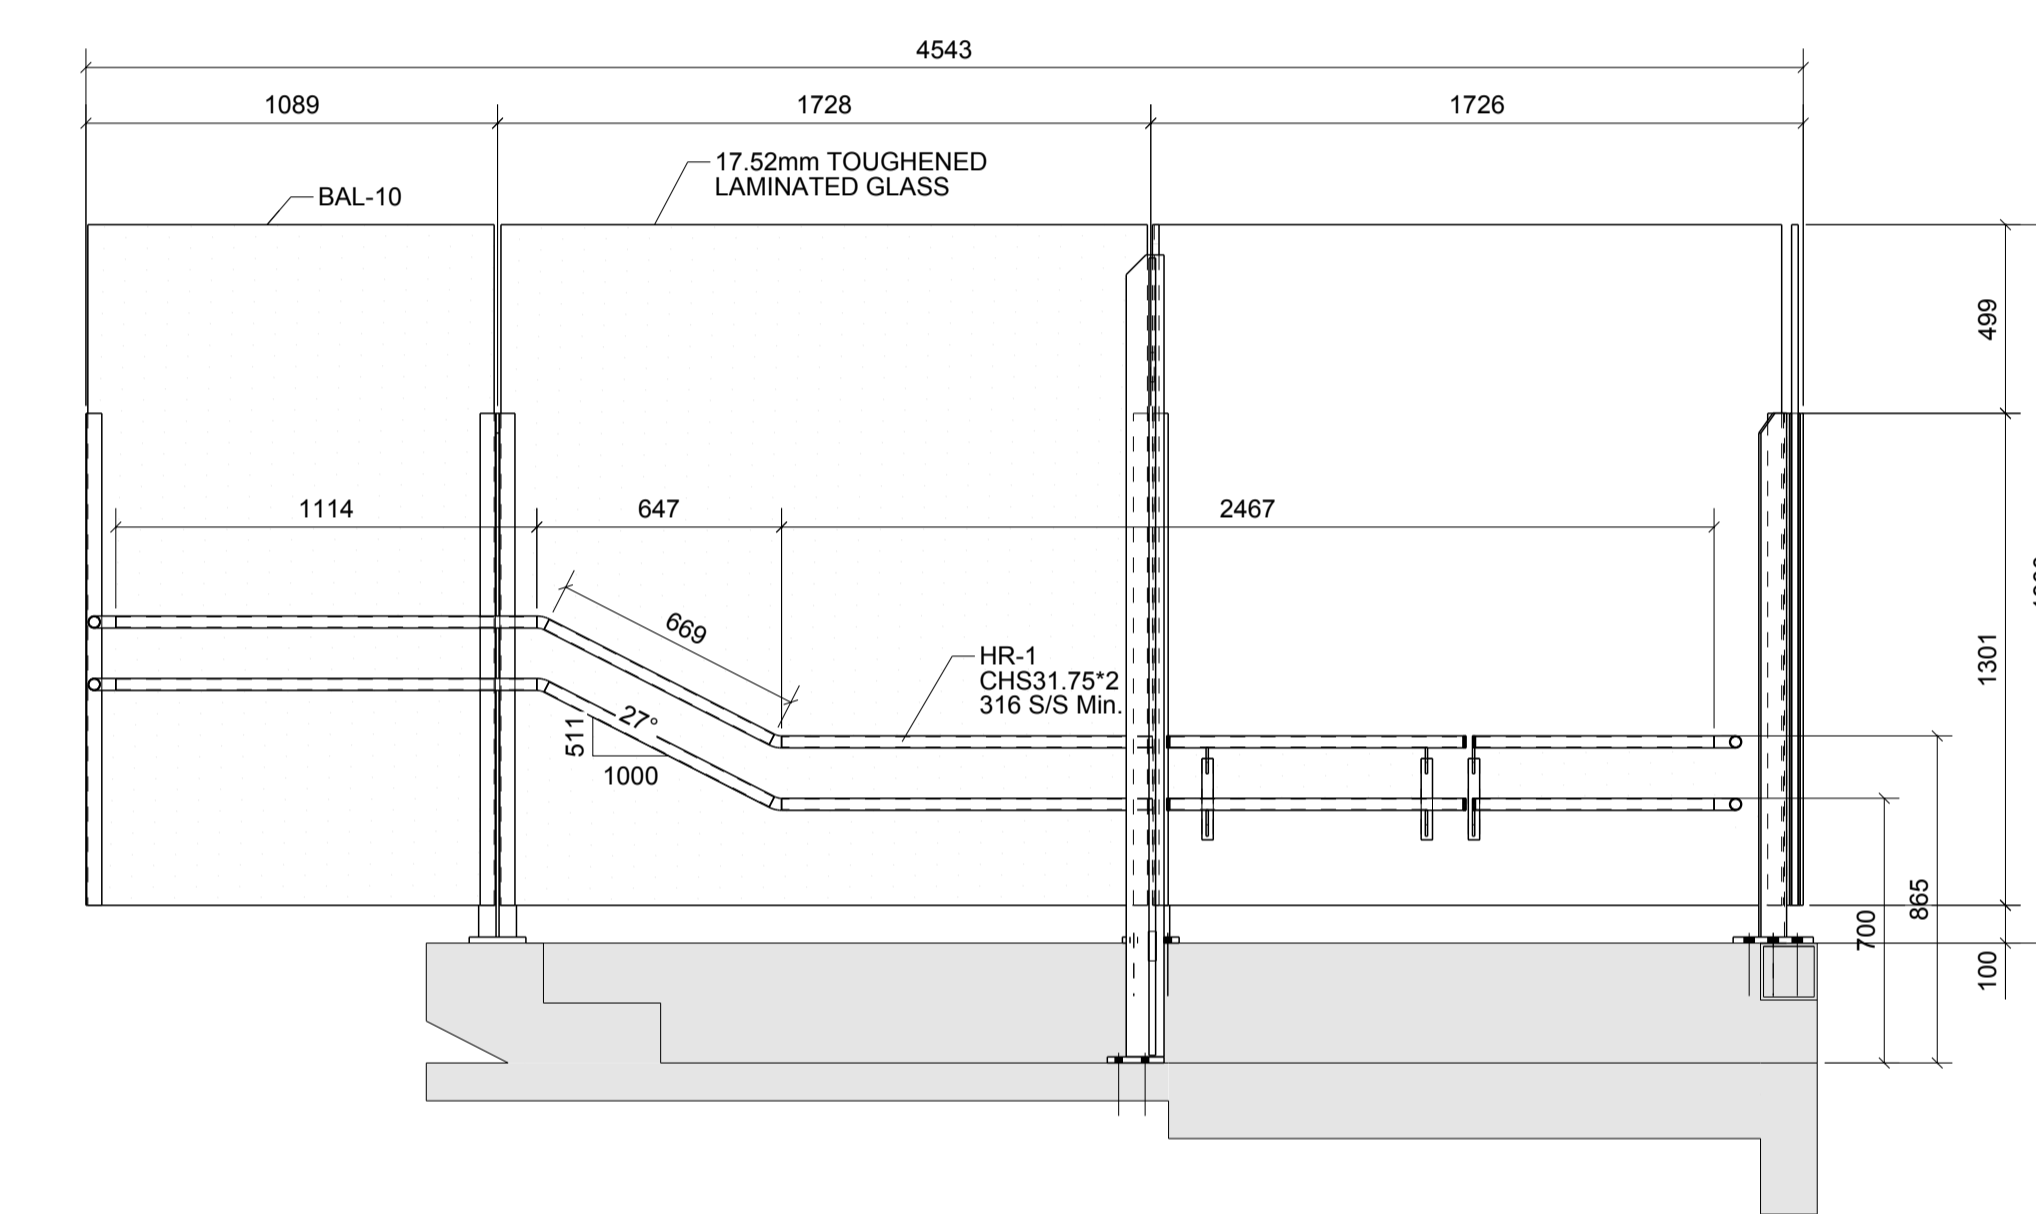 4543
1089
1728
1726
17.52mm TOUGHENED
LAMINATED GLASS
BAL-10
499
1114
647
2467
669
HR-1
CHS31.75*2
316 S/S Min.
1301
27°
511
1000
865
700
100